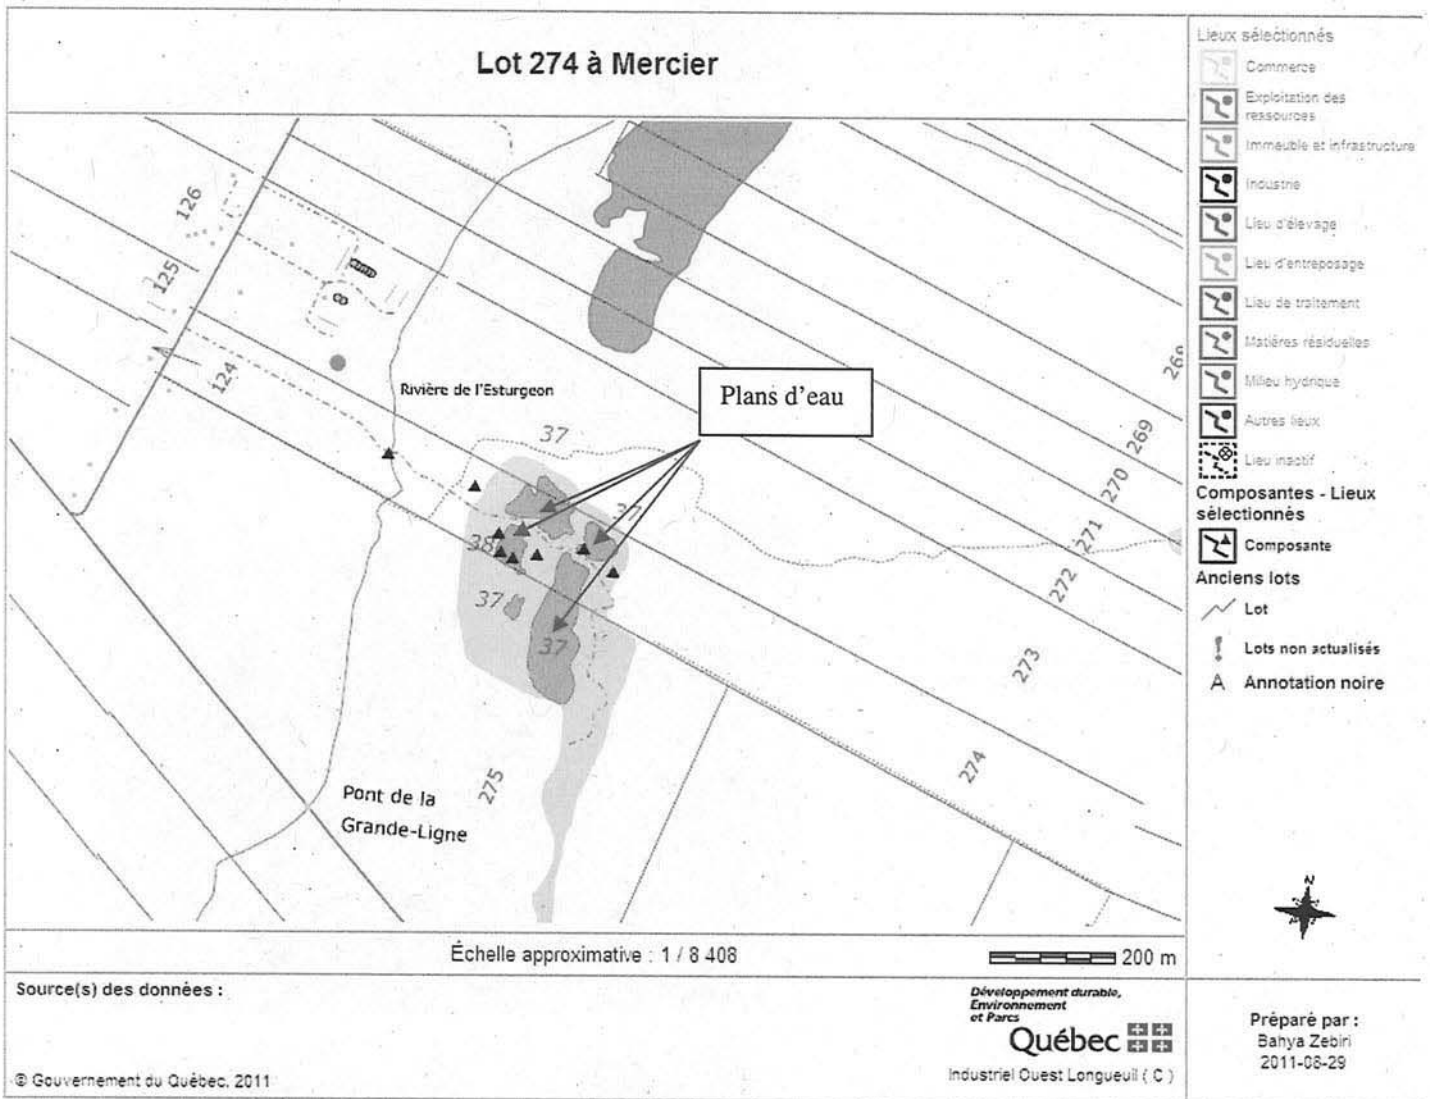 Lot 274 à Mercier
126
125
124
Rivière de l'Esturgeon
Plans d'eau
37
37
38
37
37
269
269
270
271
272
273
274
275
Pont de la
Grande-Ligne
Échelle approximative : 1 / 8 408
200 m
Source(s) des données :
© Gouvernement du Québec, 2011
Développement durable,
Environnement
et Parcs
Québec
Industriel Ouest Longueuil ( C )
Lieux sélectionnés
Commerce
Exploitation des
ressources
Immeuble et infrastructure
Industrie
Lieu d'élevage
Lieu d'entreposage
Lieu de traitement
Matières résiduelles
Milieu hydrique
Autres lieux
Lieu inactif
Composantes - Lieux
sélectionnés
Composante
Anciens lots
Lot
Lots non actualisés
A Annotation noire
N
Préparé par :
Bahya Zebiri
2011-08-29